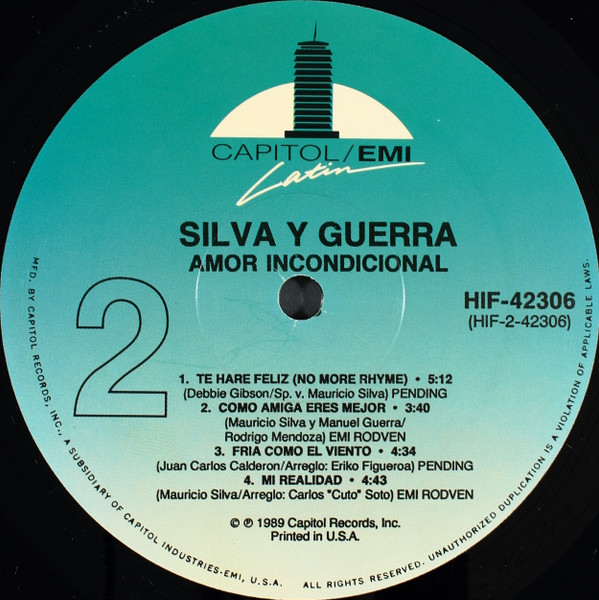 CAPITOL/EMI
Latin
SILVA Y GUERRA
AMOR INCONDICIONAL
2
HIF-42306
(HIF-2-42306)
1. TE HARE FELIZ (NO MORE RHYME) • 5:12
(Debbie Gibson/Sp. v. Mauricio Silva) PENDING
2. COMO AMIGA ERES MEJOR • 3:40
(Mauricio Silva y Manuel Guerra/
Rodrigo Mendoza) EMI RODVEN
3. FRIA COMO EL VIENTO • 4:34
(Juan Carlos Calderon/Arreglo: Eriko Figueroa) PENDING
4. MI REALIDAD • 4:43
(Mauricio Silva/Arreglo: Carlos "Cuto" Soto) EMI RODVEN
© ℗ 1989 Capitol Records, Inc.
Printed in U.S.A.
MFD. BY CAPITOL RECORDS, INC., A SUBSIDIARY OF CAPITOL INDUSTRIES-EMI, U.S.A. ALL RIGHTS RESERVED. UNAUTHORIZED DUPLICATION IS A VIOLATION OF APPLICABLE LAWS.